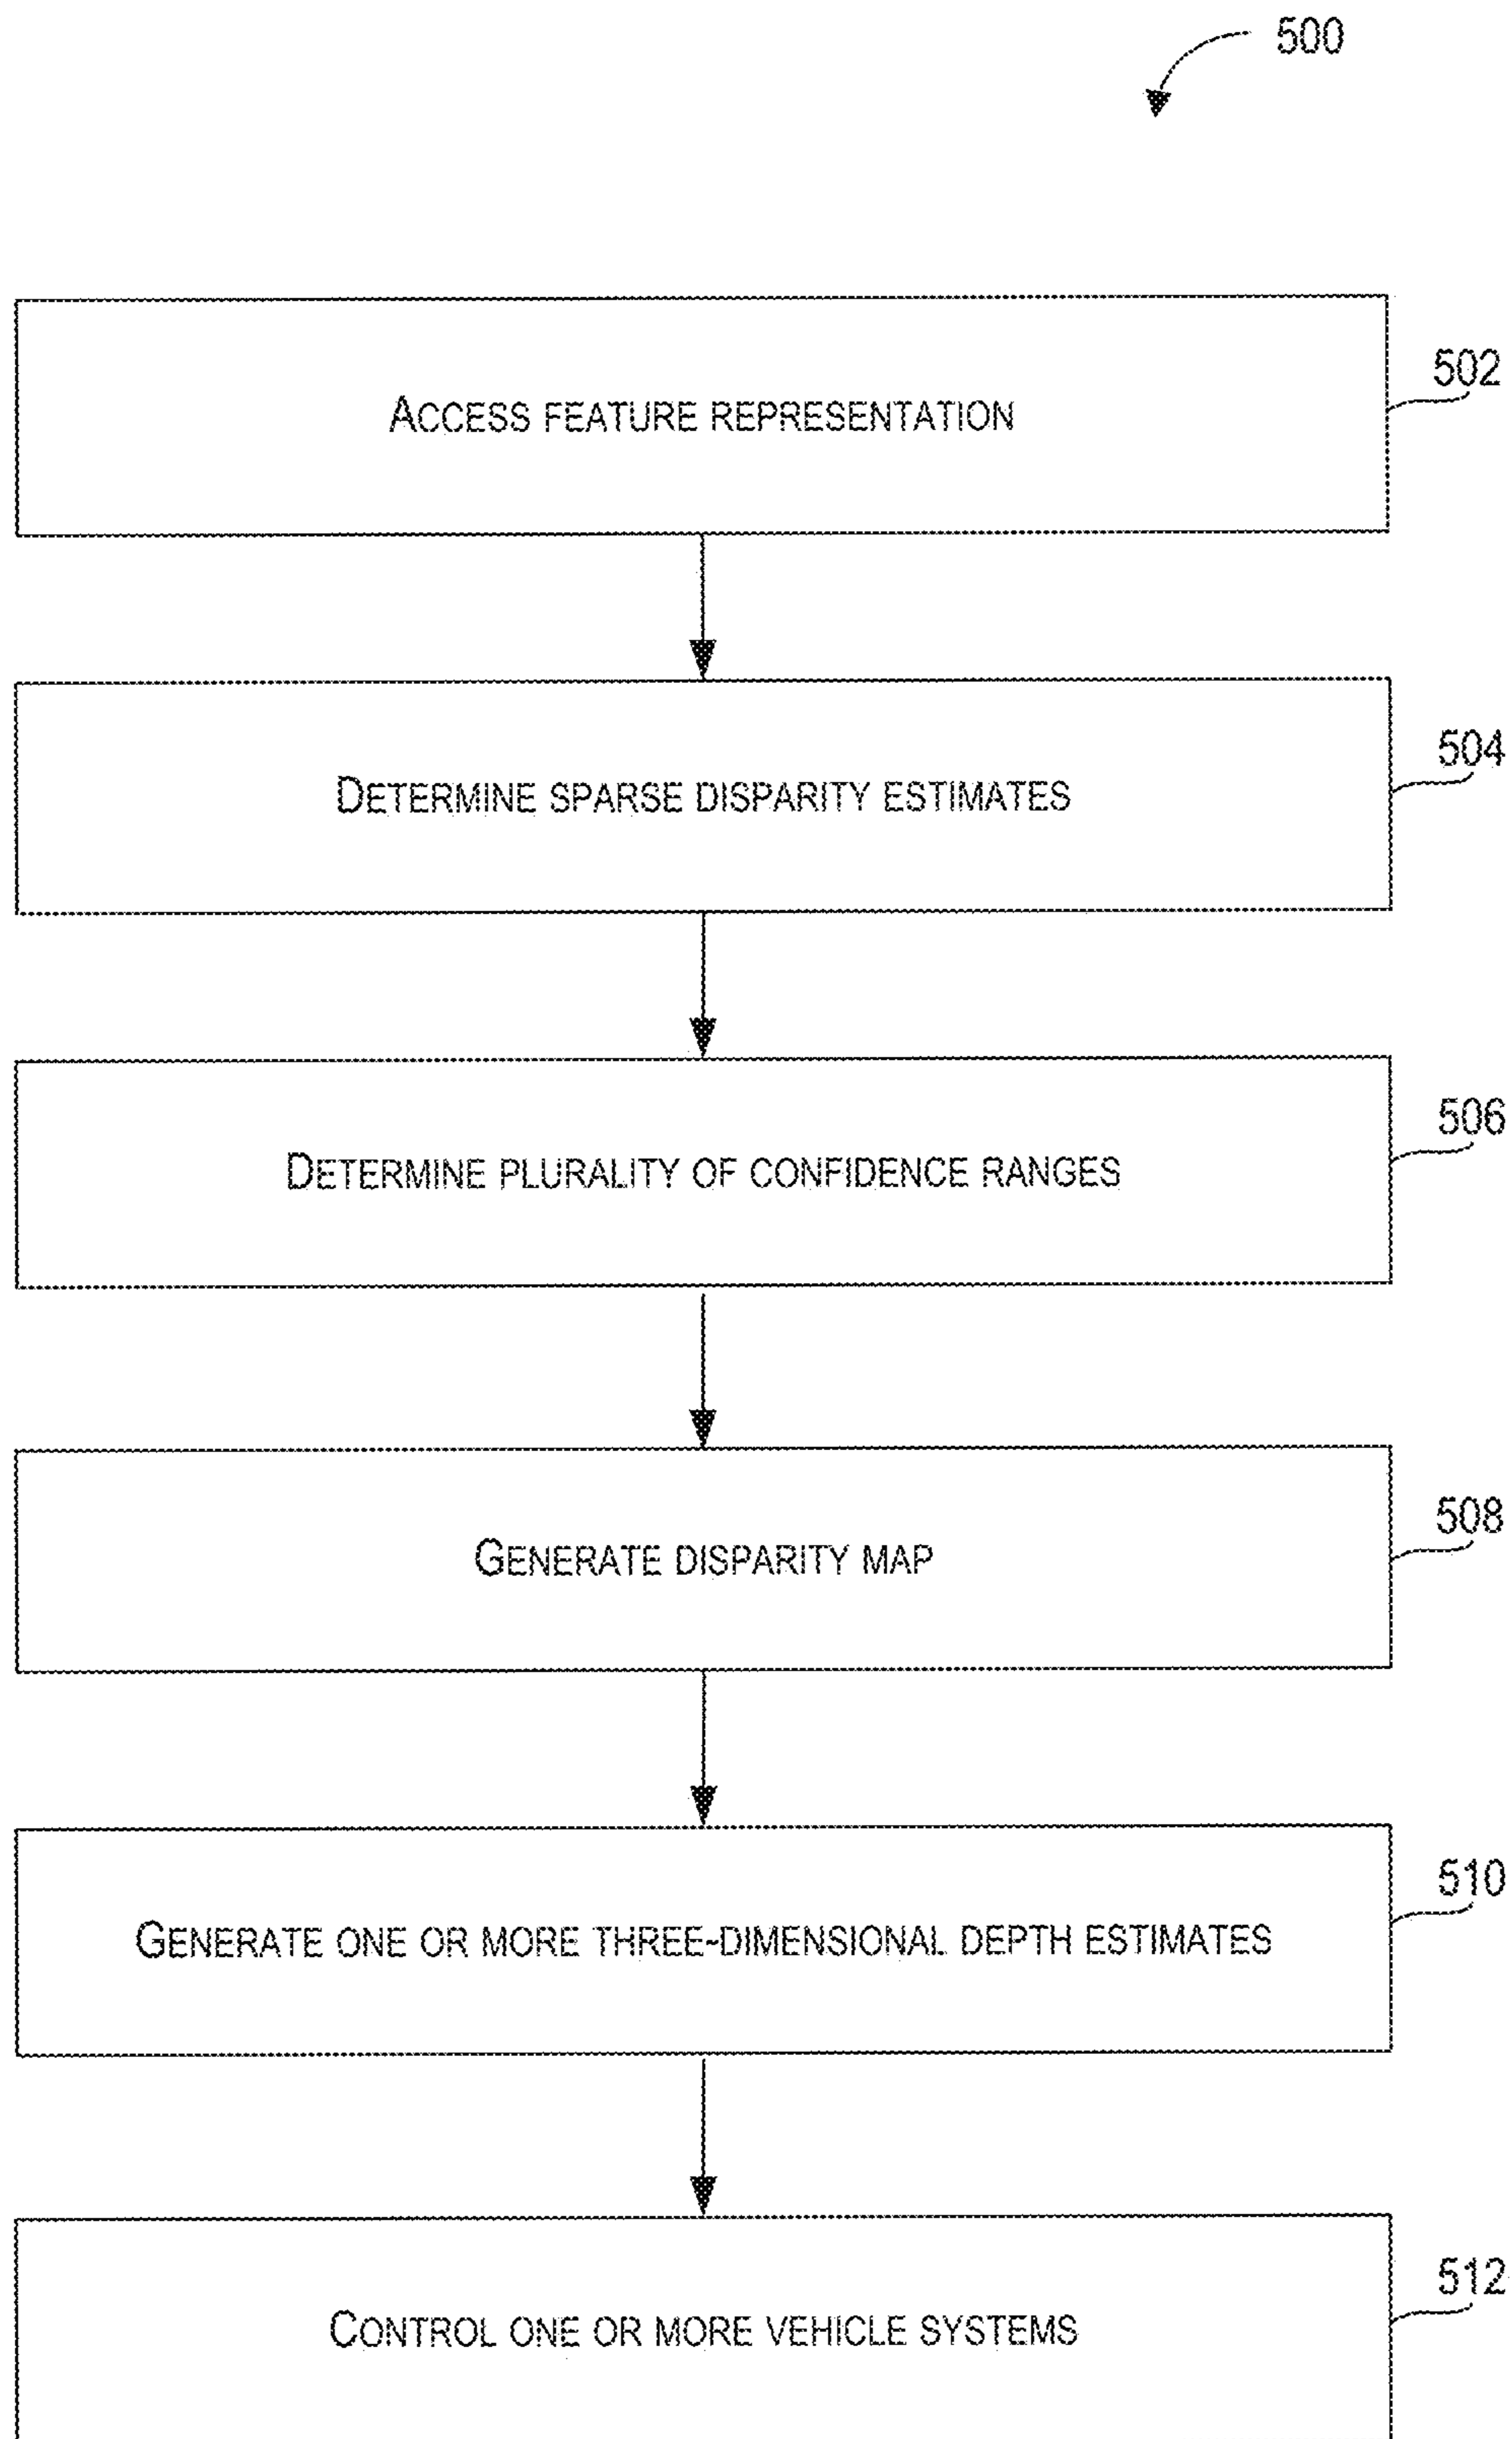 500
ACCESS FEATURE REPRESENTATION
502
DETERMINE SPARSE DISPARITY ESTIMATES
504
DETERMINE PLURALITY OF CONFIDENCE RANGES
506
GENERATE DISPARITY MAP
508
GENERATE ONE OR MORE THREE-DIMENSIONAL DEPTH ESTIMATES
510
CONTROL ONE OR MORE VEHICLE SYSTEMS
512